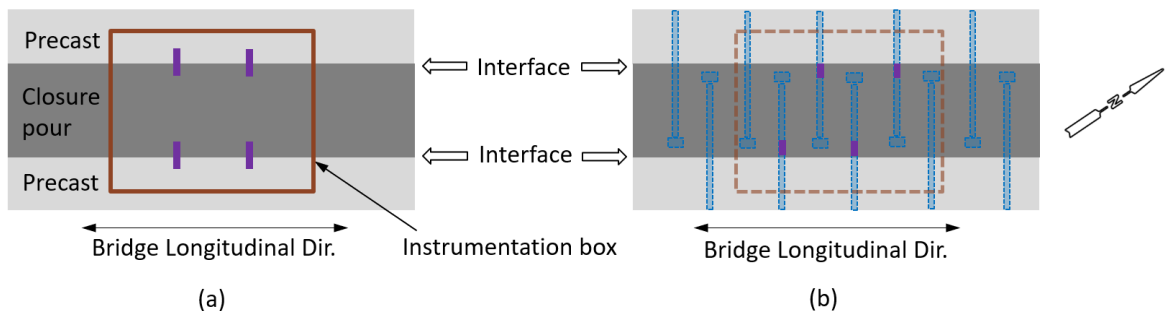 Precast
Closure
pour
Precast
Interface
Interface
Bridge Longitudinal Dir.
Instrumentation box
(a)
Bridge Longitudinal Dir.
(b)
N